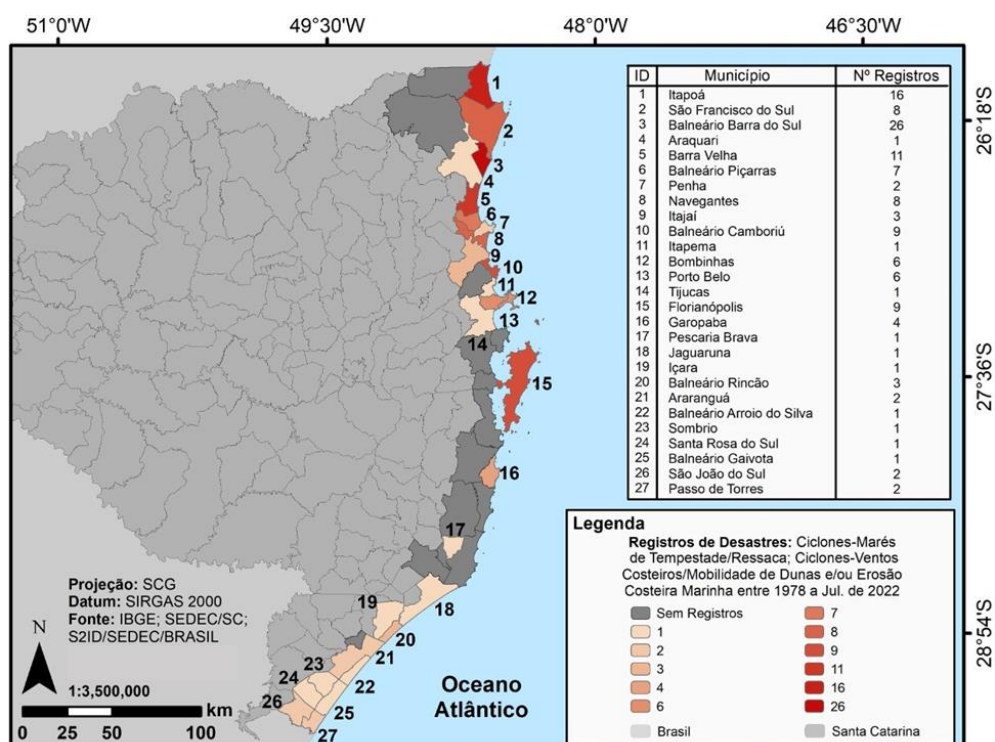 51°0'W 49°30'W 48°0'W 46°30'W
26°18'S
27°36'S
28°54'S
1
2
3
4
5
6
7
8
9
10
11
12
13
14
15
16
17
18
19
20
21
22
23
24
25
26
27
ID Município Nº Registros
1 Itapoá 16
2 São Francisco do Sul 8
3 Balneário Barra do Sul 26
4 Araquari 1
5 Barra Velha 11
6 Balneário Piçarras 7
7 Penha 2
8 Navegantes 8
9 Itajaí 3
10 Balneário Camboriú 9
11 Itapema 1
12 Bombinhas 6
13 Porto Belo 6
14 Tijucas 1
15 Florianópolis 9
16 Garopaba 4
17 Pescaria Brava 1
18 Jaguaruna 1
19 Içara 1
20 Balneário Rincão 3
21 Araranguá 2
22 Balneário Arroio do Silva 1
23 Sombrio 1
24 Santa Rosa do Sul 1
25 Balneário Gaivota 1
26 São João do Sul 2
27 Passo de Torres 2
Projeção: SCG
Datum: SIRGAS 2000
Fonte: IBGE; SEDEC/SC;
S2ID/SEDEC/BRASIL
N
1:3,500,000
km
0 25 50 100
Oceano
Atlântico
Legenda
Registros de Desastres: Ciclones-Marés
de Tempestade/Ressaca; Ciclones-Ventos
Costeiros/Mobilidade de Dunas e/ou Erosão
Costeira Marinha entre 1978 a Jul. de 2022
Sem Registros 7
1 8
2 9
3 11
4 16
6 26
Brasil Santa Catarina